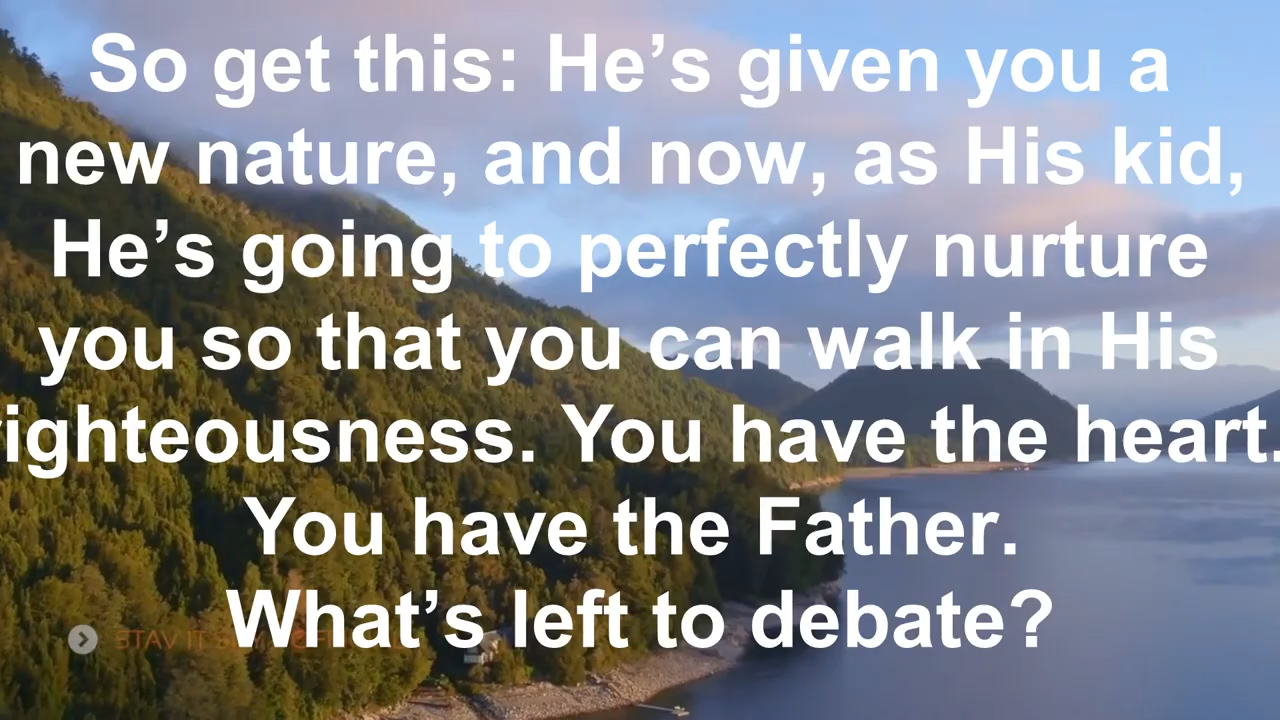 So get this: He’s given you a
new nature, and now, as His kid,
He’s going to perfectly nurture
you so that you can walk in His
righteousness. You have the heart.
You have the Father.
What’s left to debate?